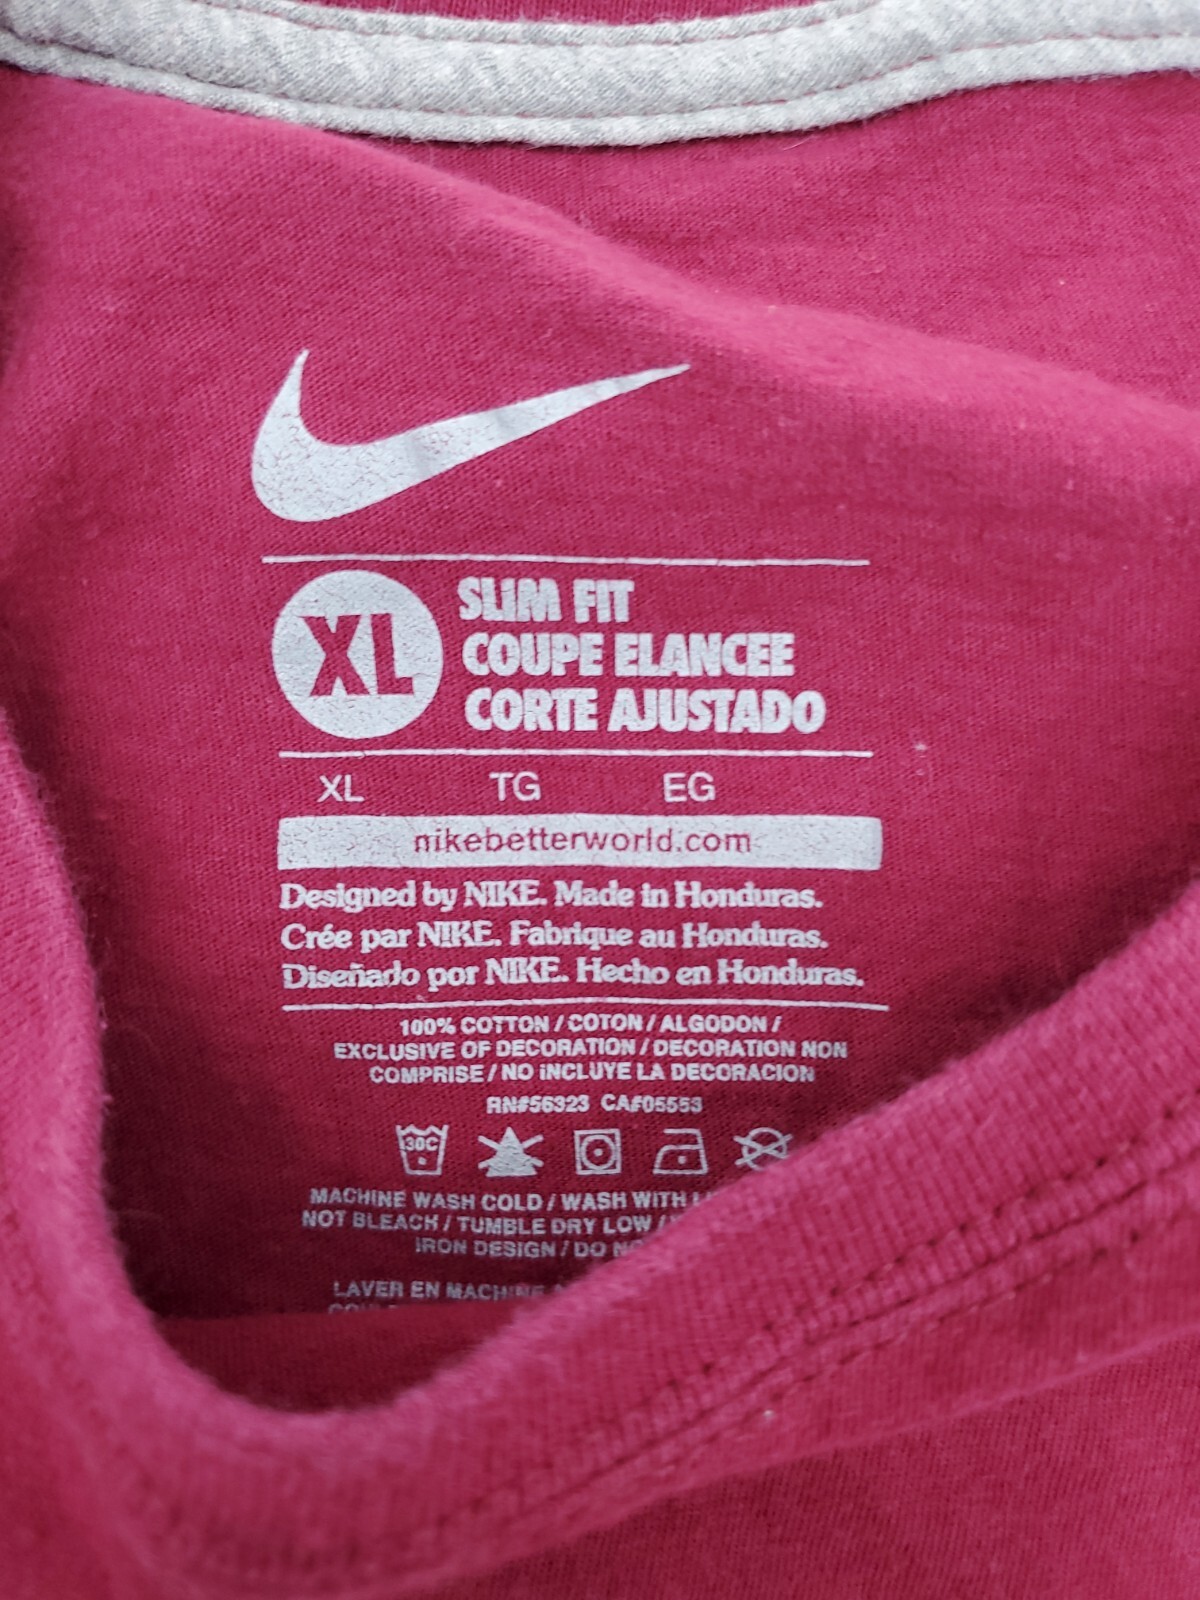 XL
SLIM FIT
COUPE ELANCEE
CORTE AJUSTADO
XL TG EG
nikebetterworld.com
Designed by NIKE. Made in Honduras.
Crée par NIKE. Fabrique au Honduras.
Diseñado por NIKE. Hecho en Honduras.
100% COTTON / COTON / ALGODON /
EXCLUSIVE OF DECORATION / DECORATION NON
COMPRISE / NO INCLUYE LA DECORACION
RN#56323 CA#05553
30C
MACHINE WASH COLD / WASH WITH
NOT BLEACH / TUMBLE DRY LOW /
IRON DESIGN / DO
LAVER EN MACHINE